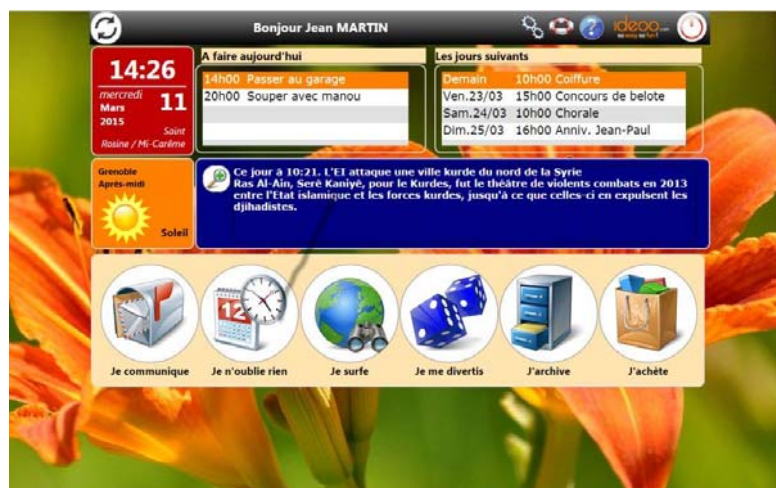 Bonjour Jean MARTIN
ideoo
14:26
mercredi
Mars
11
2015
Saint
Rosine / Mi-Carême
A faire aujourd'hui
14h00 Passer au garage
20h00 Souper avec manou
Les jours suivants
Demain 10h00 Coiffure
Ven.23/03 15h00 Concours de belote
Sam.24/03 10h00 Chorale
Dim.25/03 16h00 Anniv. Jean-Paul
Grenoble
Après-midi
Soleil
Ce jour à 10:21. L'EI attaque une ville kurde du nord de la Syrie
Ras Al-Ain, Serê Kaniyê, pour le Kurdes, fut le théâtre de violents combats en 2013
entre l'Etat islamique et les forces kurdes, jusqu'à ce que celles-ci en expulsent les
djihadistes.
12
Je communique
Je n'oublie rien
Je surfe
Je me divertis
J'archive
J'achète